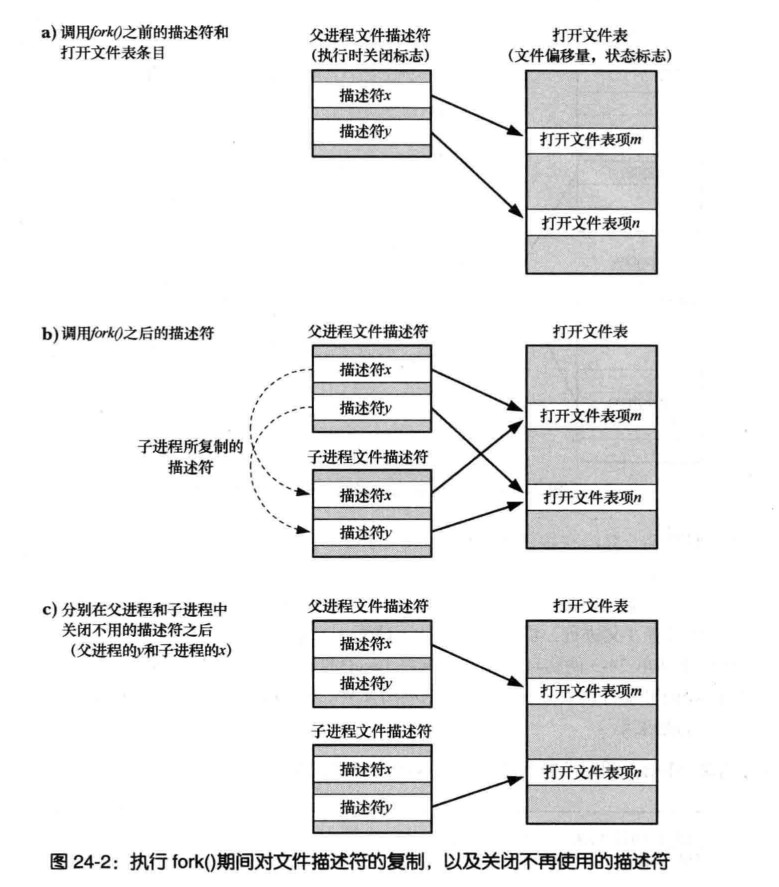 a) 调用fork()之前的描述符和
打开文件表条目
父进程文件描述符
(执行时关闭标志)
描述符x
描述符y
打开文件表
(文件偏移量，状态标志)
打开文件表项m
打开文件表项n
b) 调用fork()之后的描述符
父进程文件描述符
描述符x
描述符y
子进程所复制的
描述符
子进程文件描述符
描述符x
描述符y
打开文件表
打开文件表项m
打开文件表项n
c) 分别在父进程和子进程中
关闭不用的描述符之后
(父进程的y和子进程的x)
父进程文件描述符
描述符x
描述符y
子进程文件描述符
描述符x
描述符y
打开文件表
打开文件表项m
打开文件表项n
图 24-2：执行 fork()期间对文件描述符的复制，以及关闭不再使用的描述符